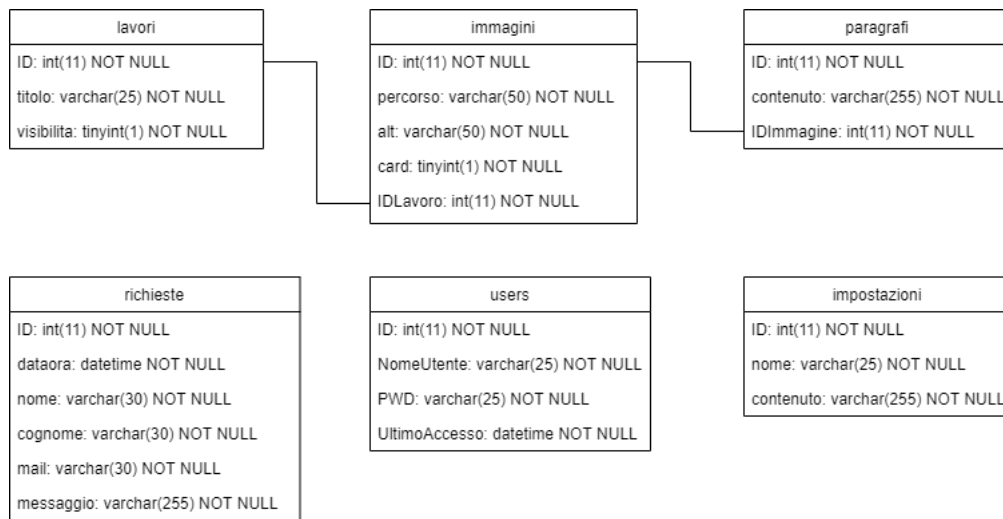 lavori
ID: int(11) NOT NULL
titolo: varchar(25) NOT NULL
visibilita: tinyint(1) NOT NULL
immagini
ID: int(11) NOT NULL
percorso: varchar(50) NOT NULL
alt: varchar(50) NOT NULL
card: tinyint(1) NOT NULL
IDLavoro: int(11) NOT NULL
paragrafi
ID: int(11) NOT NULL
contenuto: varchar(255) NOT NULL
IDImmagine: int(11) NOT NULL
richieste
ID: int(11) NOT NULL
dataora: datetime NOT NULL
nome: varchar(30) NOT NULL
cognome: varchar(30) NOT NULL
mail: varchar(30) NOT NULL
messaggio: varchar(255) NOT NULL
users
ID: int(11) NOT NULL
NomeUtente: varchar(25) NOT NULL
PWD: varchar(25) NOT NULL
UltimoAccesso: datetime NOT NULL
impostazioni
ID: int(11) NOT NULL
nome: varchar(25) NOT NULL
contenuto: varchar(255) NOT NULL